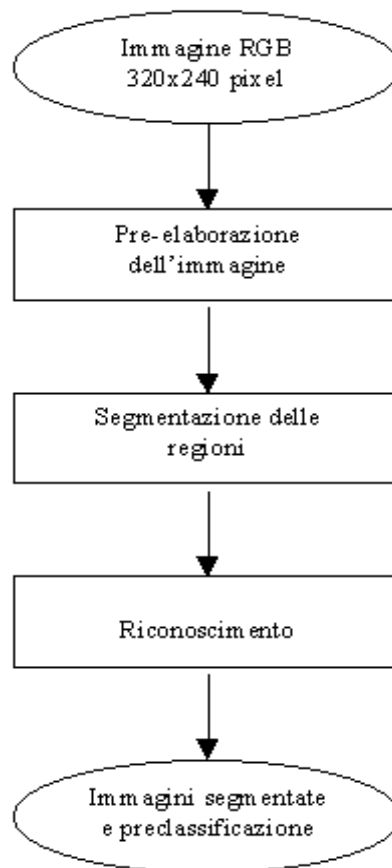 Immagine RGB
320x240 pixel
Pre-elaborazione
dell'immagine
Segmentazione delle
regioni
Riconoscimento
Immagini segmentate
e preclassificazione